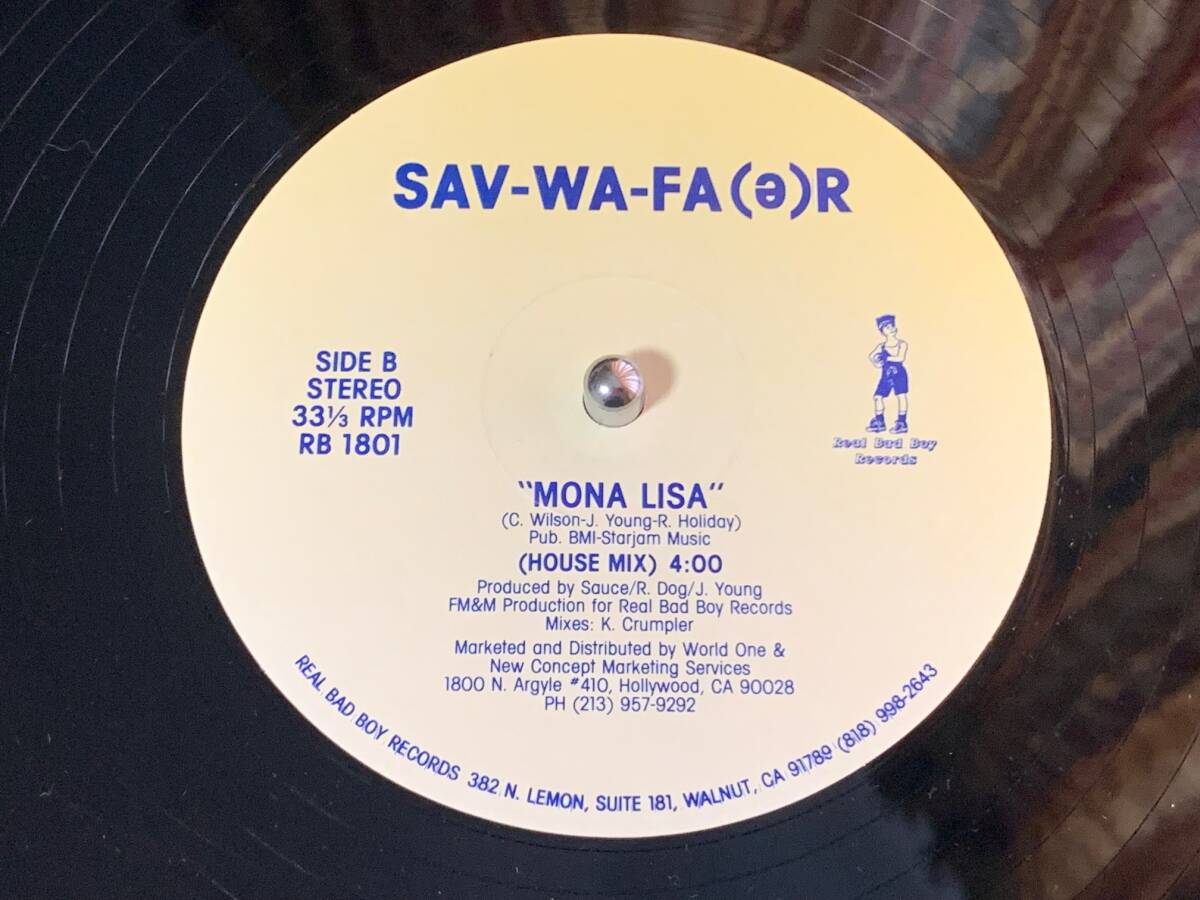 SAV-WA-FA(ə)R
SIDE B
STEREO
33⅓ RPM
RB 1801
Real Bad Boy
Records
"MONA LISA"
(C. Wilson-J. Young-R. Holiday)
Pub. BMI-Starjam Music
(HOUSE MIX) 4:00
Produced by Sauce/R. Dog/J. Young
FM&M Production for Real Bad Boy Records
Mixes: K. Crumpler
Marketed and Distributed by World One &
New Concept Marketing Services
1800 N. Argyle #410, Hollywood, CA 90028
PH (213) 957-9292
REAL BAD BOY RECORDS 382 N. LEMON, SUITE 181, WALNUT, CA 91789 (818) 998-2643